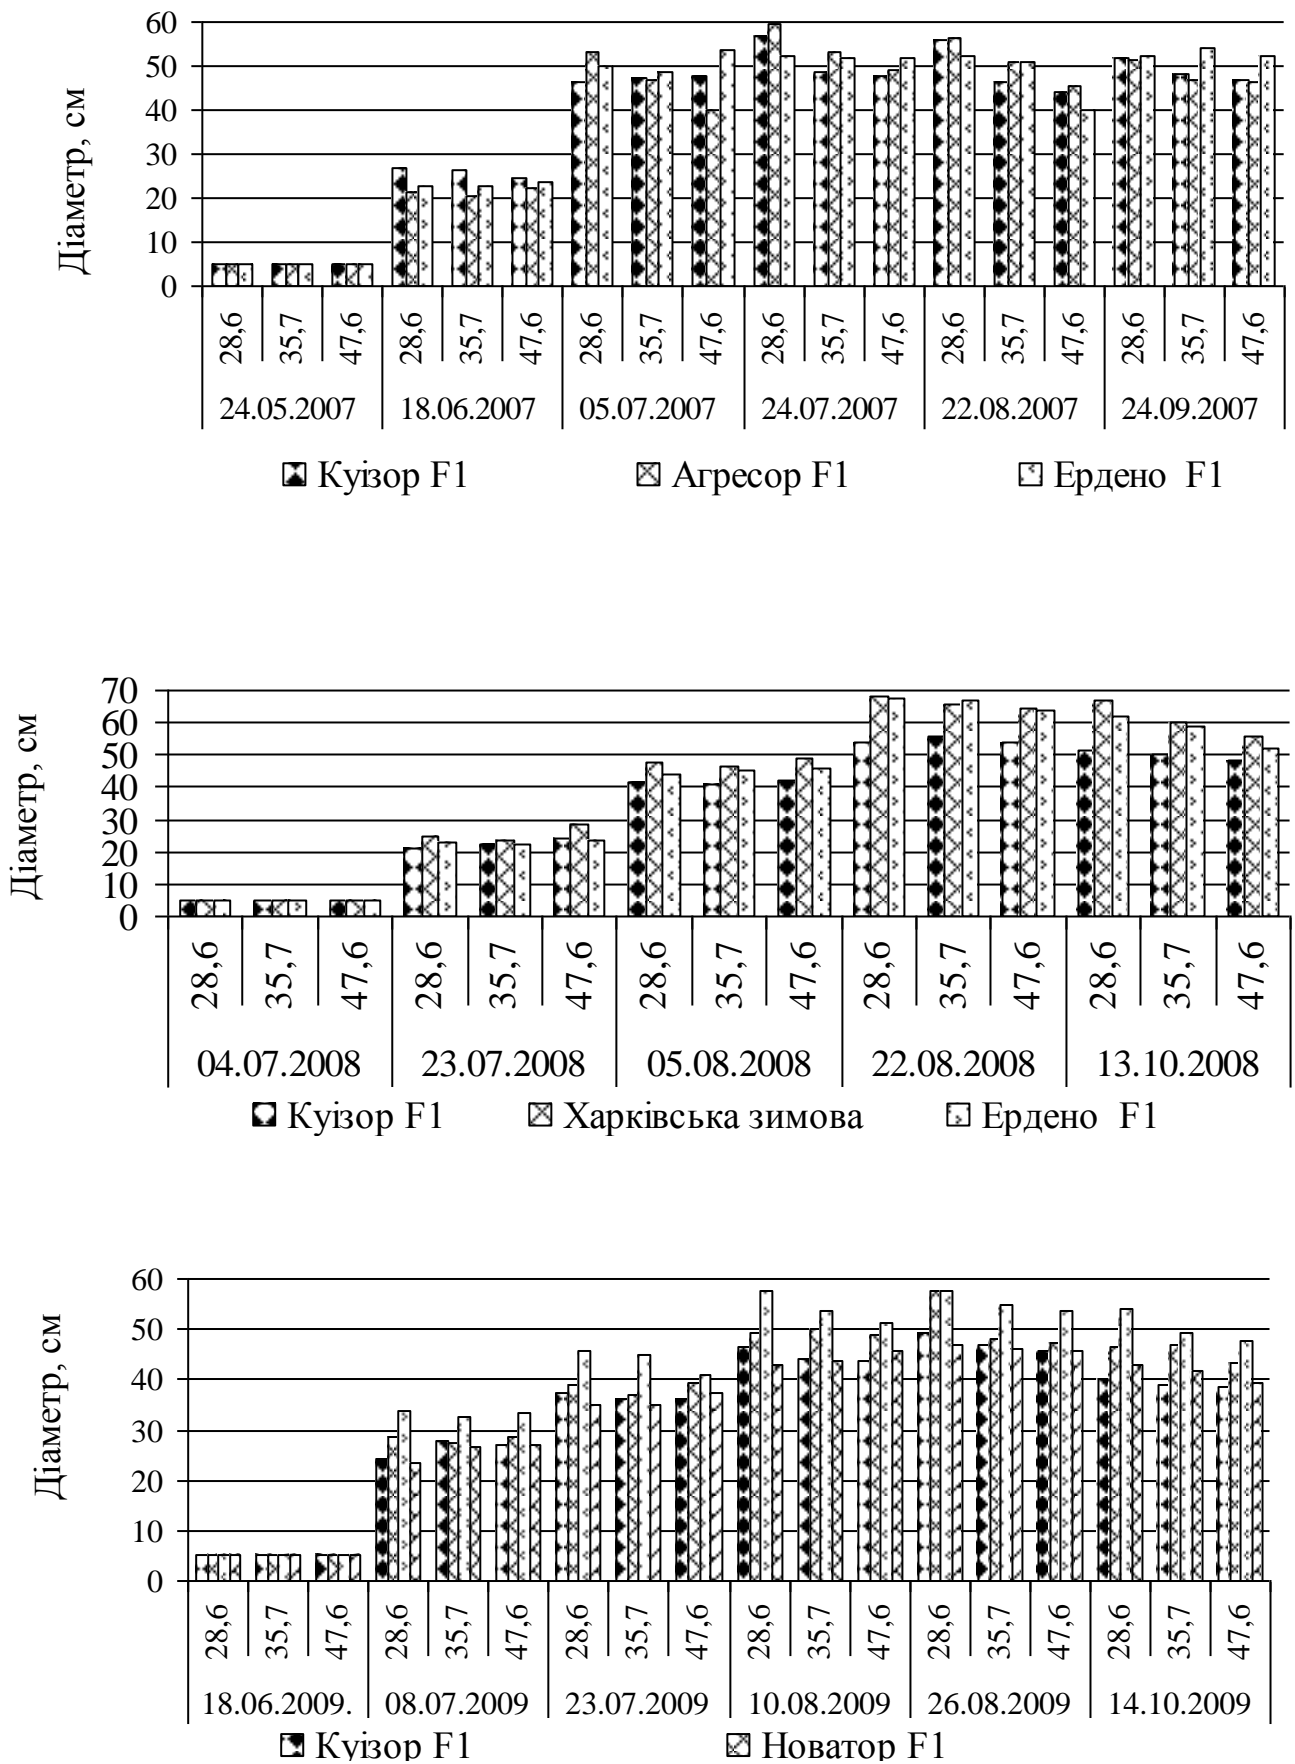 60
50
40
30
20
10
0
Діаметр, см
28,6 35,7 47,6 28,6 35,7 47,6 28,6 35,7 47,6 28,6 35,7 47,6 28,6 35,7 47,6 28,6 35,7 47,6
24.05.2007 18.06.2007 05.07.2007 24.07.2007 22.08.2007 24.09.2007
Куізор F1 Агресор F1 Ердено F1
70
60
50
40
30
20
10
0
Діаметр, см
28,6 35,7 47,6 28,6 35,7 47,6 28,6 35,7 47,6 28,6 35,7 47,6 28,6 35,7 47,6
04.07.2008 23.07.2008 05.08.2008 22.08.2008 13.10.2008
Куізор F1 Харківська зимова Ердено F1
60
50
40
30
20
10
0
Діаметр, см
28,6 35,7 47,6 28,6 35,7 47,6 28,6 35,7 47,6 28,6 35,7 47,6 28,6 35,7 47,6 28,6 35,7 47,6
18.06.2009. 08.07.2009 23.07.2009 10.08.2009 26.08.2009 14.10.2009
Куізор F1 Новатор F1